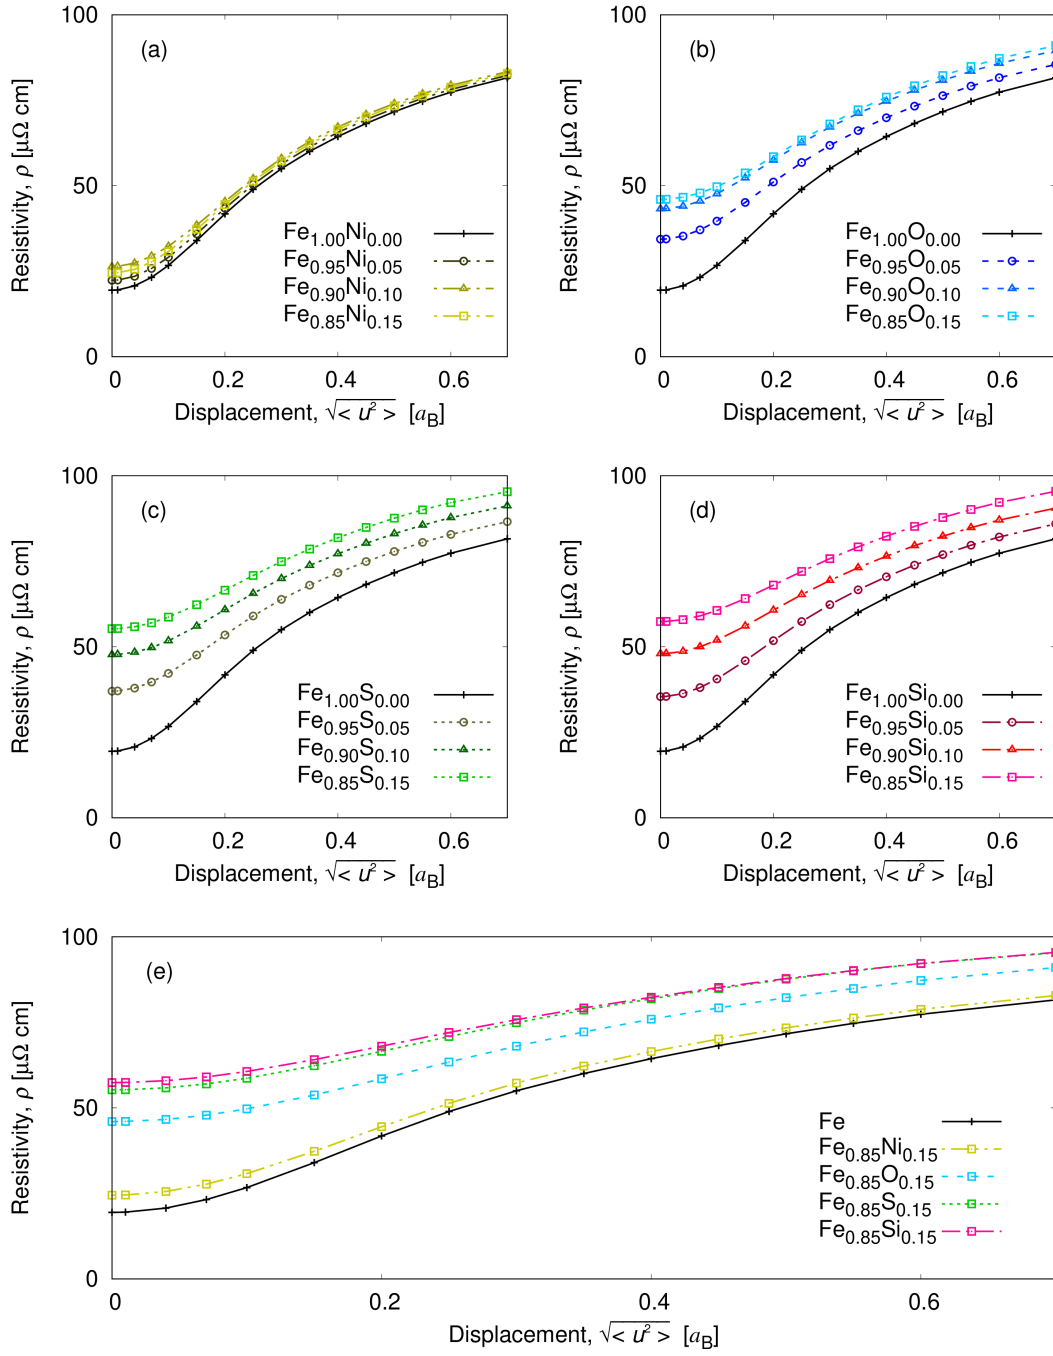 100
50
0
Resistivity, ρ [μΩ cm]
(a)
Fe1.00Ni0.00
Fe0.95Ni0.05
Fe0.90Ni0.10
Fe0.85Ni0.15
0 0.2 0.4 0.6
Displacement, √< u² > [aB]
100
50
0
Resistivity, ρ [μΩ cm]
(b)
Fe1.00O0.00
Fe0.95O0.05
Fe0.90O0.10
Fe0.85O0.15
0 0.2 0.4 0.6
Displacement, √< u² > [aB]
100
50
0
Resistivity, ρ [μΩ cm]
(c)
Fe1.00S0.00
Fe0.95S0.05
Fe0.90S0.10
Fe0.85S0.15
0 0.2 0.4 0.6
Displacement, √< u² > [aB]
100
50
0
Resistivity, ρ [μΩ cm]
(d)
Fe1.00Si0.00
Fe0.95Si0.05
Fe0.90Si0.10
Fe0.85Si0.15
0 0.2 0.4 0.6
Displacement, √< u² > [aB]
100
50
0
Resistivity, ρ [μΩ cm]
(e)
Fe
Fe0.85Ni0.15
Fe0.85O0.15
Fe0.85S0.15
Fe0.85Si0.15
0 0.2 0.4 0.6
Displacement, √< u² > [aB]